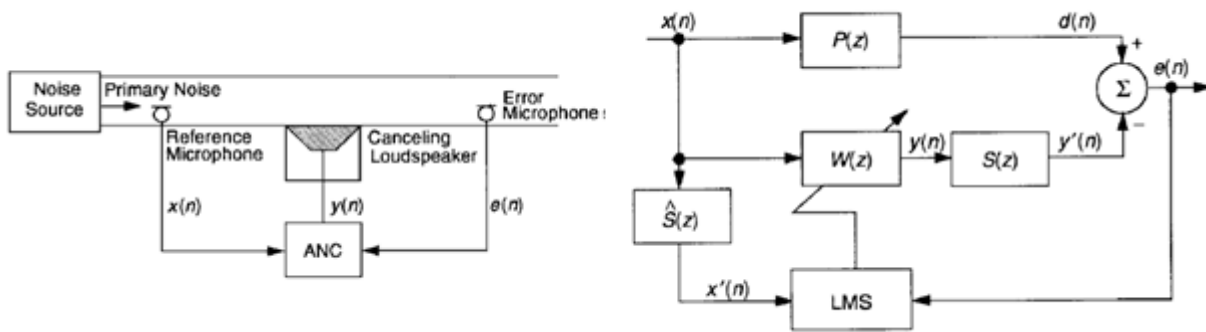 Noise
Source
Primary Noise
Reference
Microphone
Canceling
Loudspeaker
Error
Microphone
x(n)
y(n)
e(n)
ANC
x(n)
P(z)
d(n)
+
Σ
e(n)
−
W(z)
y(n)
S(z)
y′(n)
Ŝ(z)
x′(n)
LMS